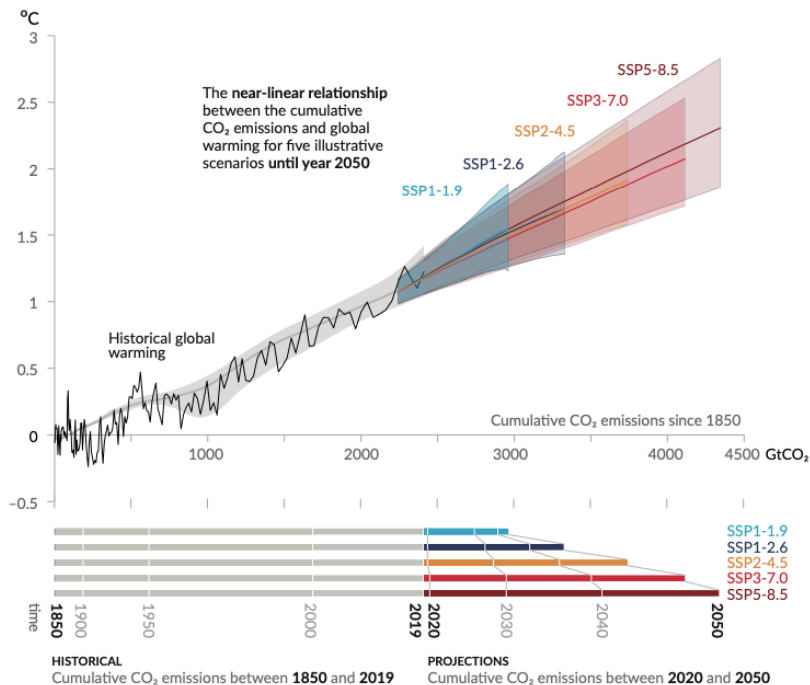 °C
3
SSP5-8.5
2.5
SSP3-7.0
The near-linear relationship
between the cumulative
CO₂ emissions and global
warming for five illustrative
scenarios until year 2050
SSP2-4.5
2
SSP1-2.6
SSP1-1.9
1.5
1
Historical global
warming
0.5
Cumulative CO₂ emissions since 1850
0
1000
2000
3000
4000
4500 GtCO₂
–0.5
SSP1-1.9
SSP1-2.6
SSP2-4.5
SSP3-7.0
SSP5-8.5
time
1850
1900
1950
2000
2019
2020
2030
2040
2050
HISTORICAL
Cumulative CO₂ emissions between 1850 and 2019
PROJECTIONS
Cumulative CO₂ emissions between 2020 and 2050